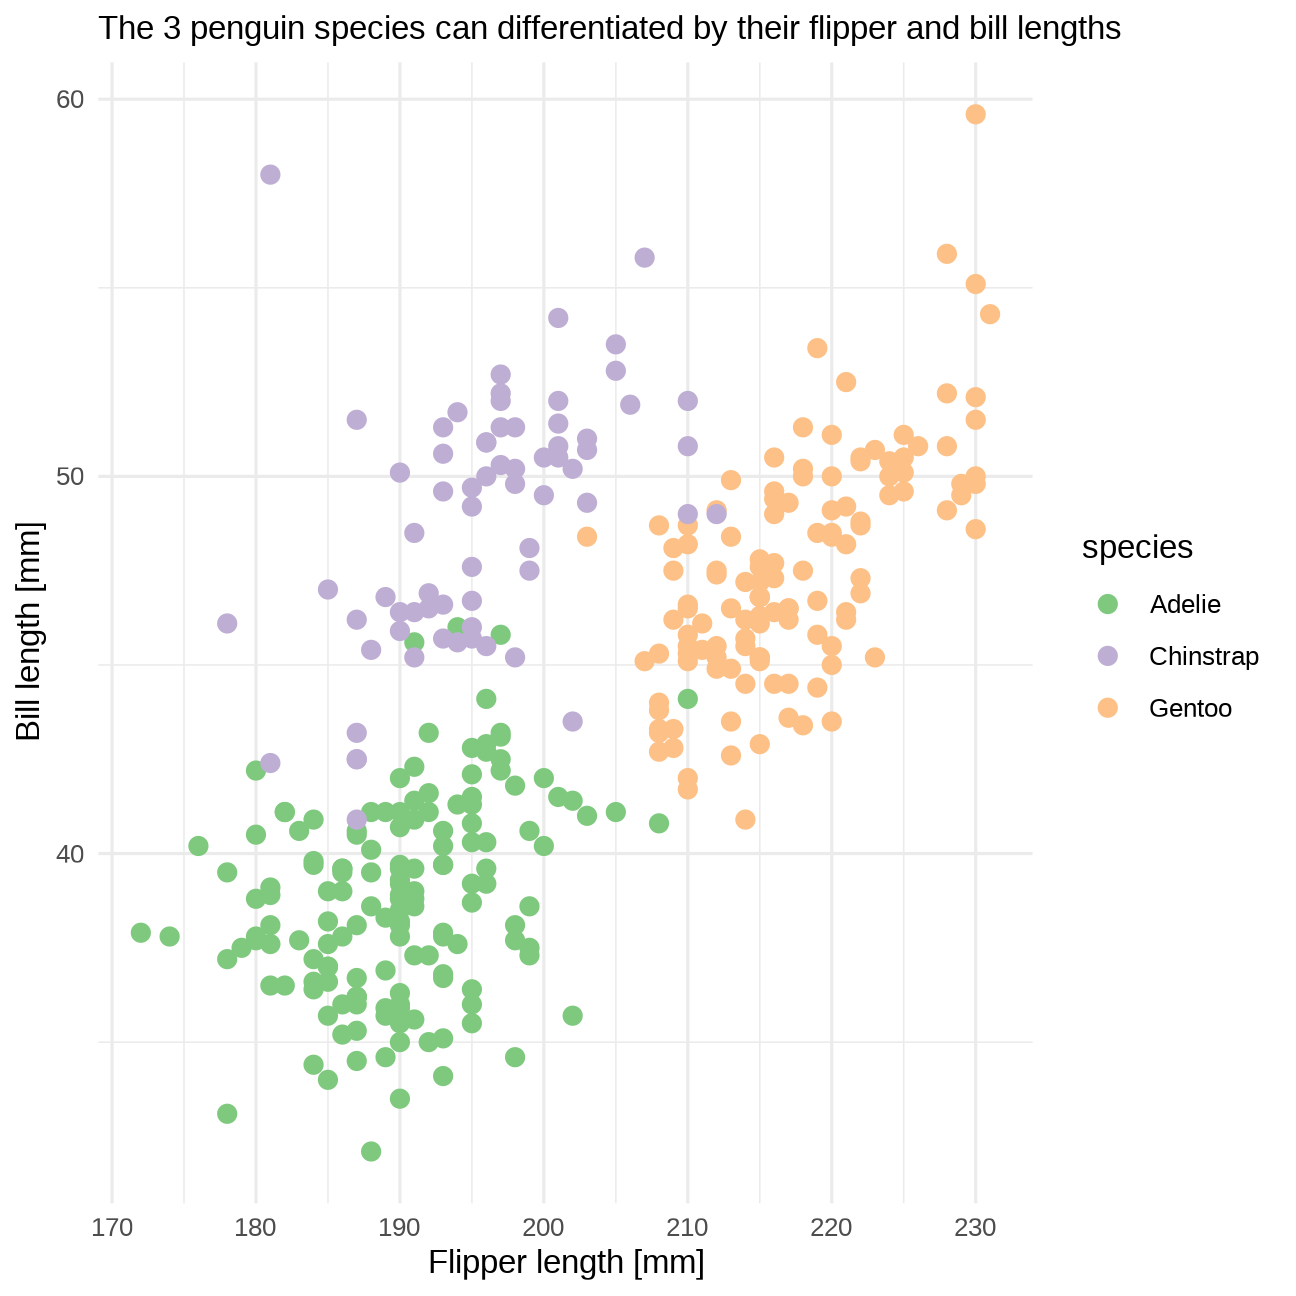 The 3 penguin species can differentiated by their flipper and bill lengths
60
50
40
Bill length [mm]
170 180 190 200 210 220 230
Flipper length [mm]
species
Adelie
Chinstrap
Gentoo